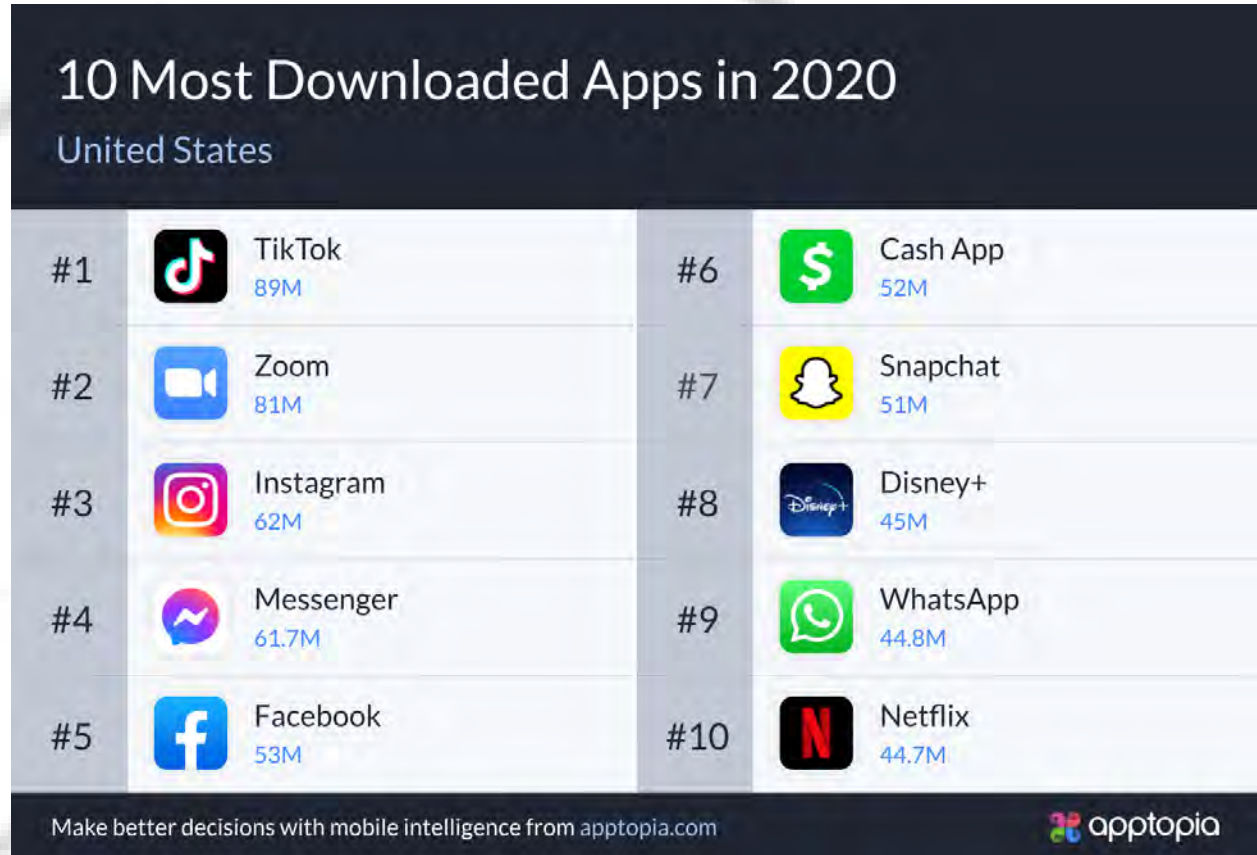 10 Most Downloaded Apps in 2020
United States
#1
TikTok
89M
#2
Zoom
81M
#3
Instagram
62M
#4
Messenger
61.7M
#5
Facebook
53M
#6
Cash App
52M
#7
Snapchat
51M
#8
Disney+
Disney+
45M
#9
WhatsApp
44.8M
#10
Netflix
44.7M
Make better decisions with mobile intelligence from apptopia.com
apptopia